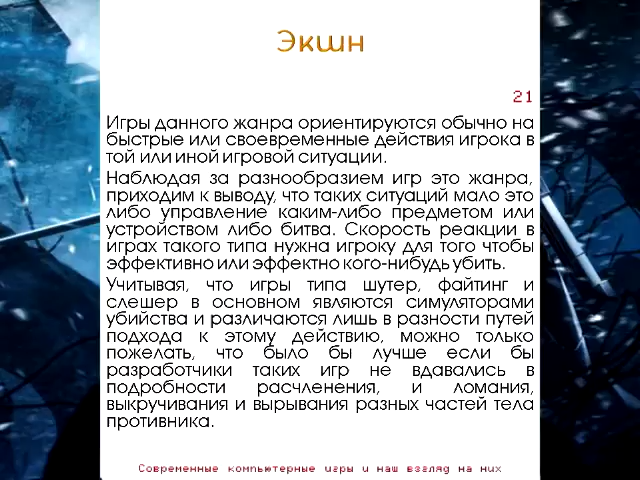 Экшн
21
Игры данного жанра ориентируются обычно на
быстрые или своевременные действия игрока в
той или иной игровой ситуации.
Наблюдая за разнообразием игр это жанра,
приходим к выводу, что таких ситуаций мало это
либо управление каким-либо предметом или
устройством либо битва. Скорость реакции в
играх такого типа нужна игроку для того чтобы
эффективно или эффектно кого-нибудь убить.
Учитывая, что игры типа шутер, файтинг и
слешер в основном являются симуляторами
убийства и различаются лишь в разности путей
подхода к этому действию, можно только
пожелать, что было бы лучше если бы
разработчики таких игр не вдавались в
подробности расчленения, и ломания,
выкручивания и вырывания разных частей тела
противника.
Современные компьютерные игры и наш взгляд на них